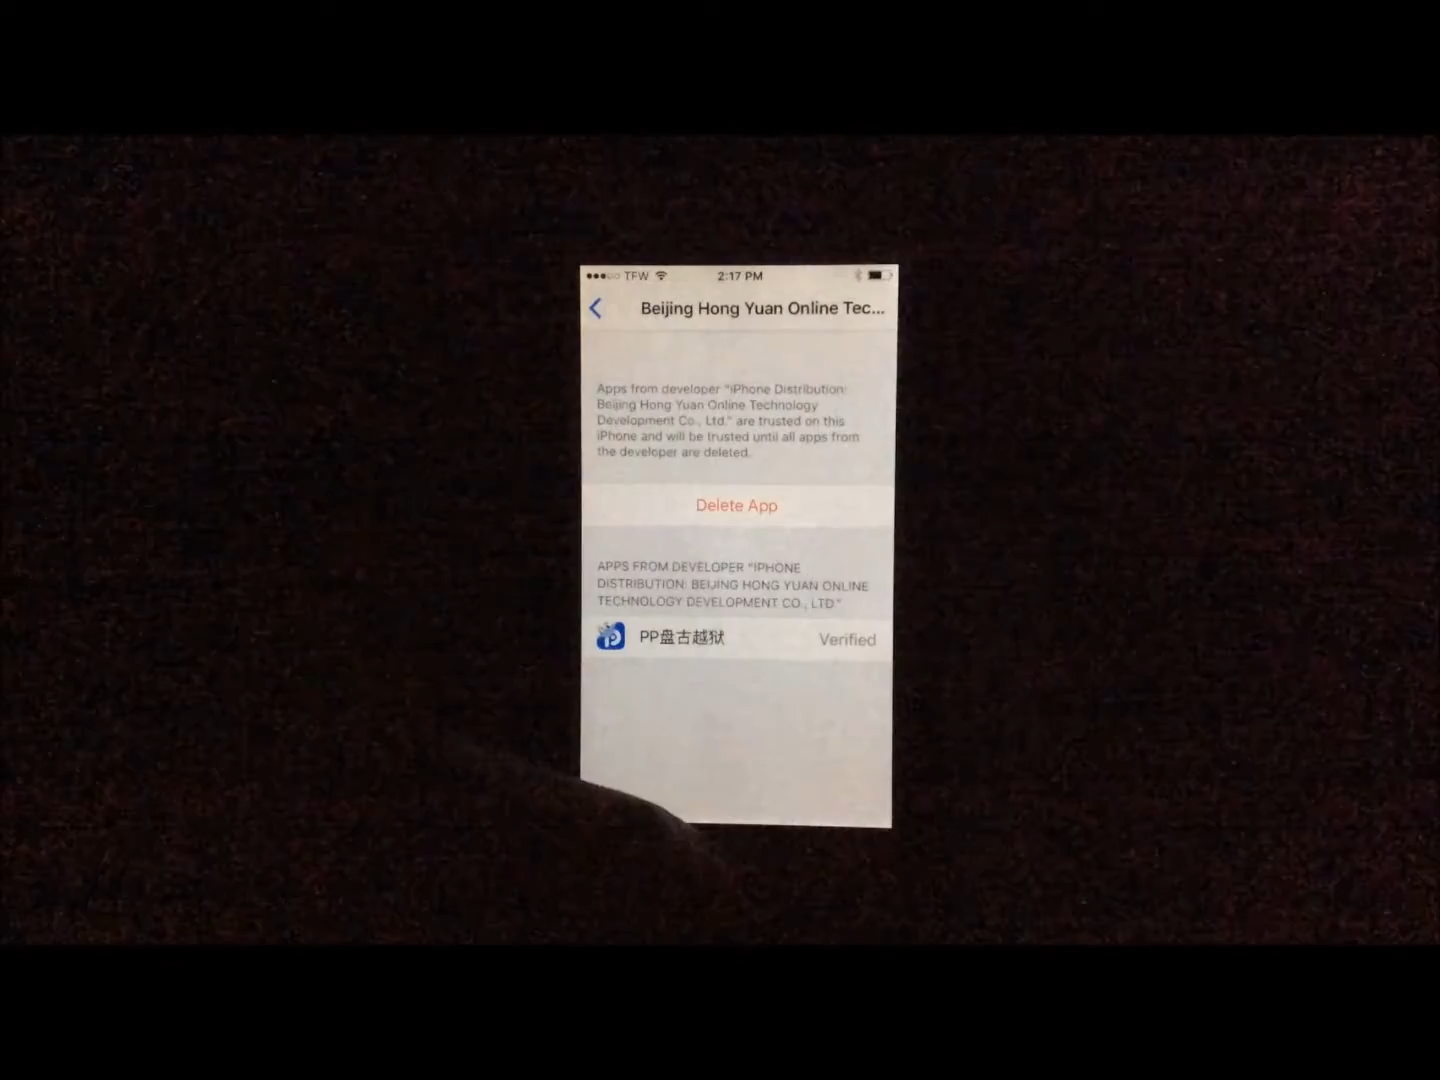 TFW 2:17 PM
Beijing Hong Yuan Online Tec...
Apps from developer "iPhone Distribution:
Beijing Hong Yuan Online Technology
Development Co., Ltd." are trusted on this
iPhone and will be trusted until all apps from
the developer are deleted.
Delete App
APPS FROM DEVELOPER "IPHONE
DISTRIBUTION: BEIJING HONG YUAN ONLINE
TECHNOLOGY DEVELOPMENT CO., LTD."
PP盘古越狱 Verified